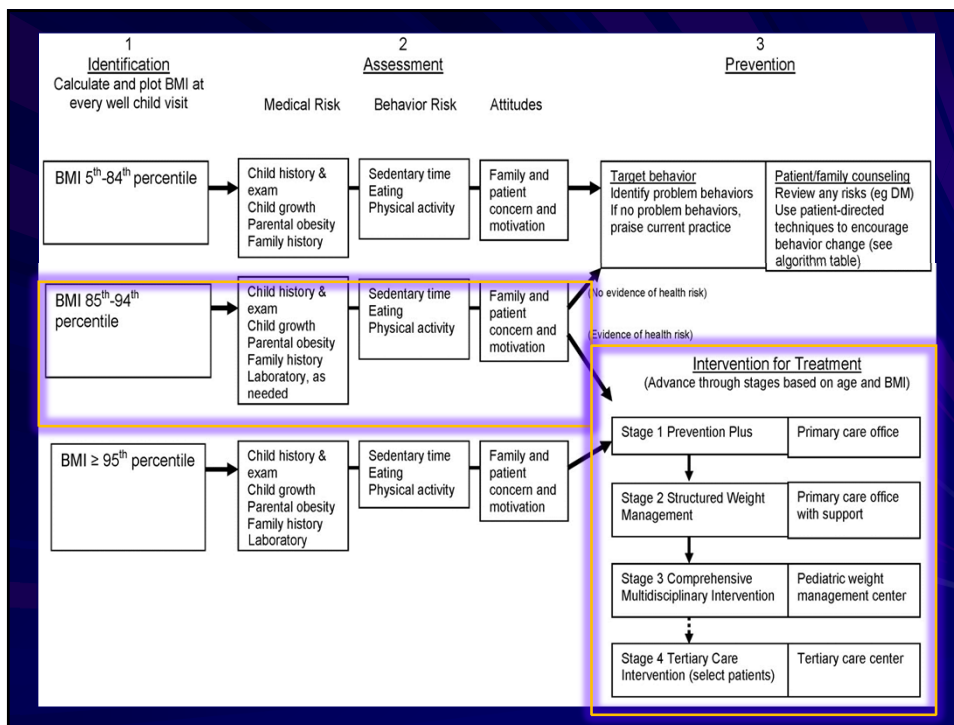 1
Identification
Calculate and plot BMI at
every well child visit
2
Assessment
Medical Risk
Behavior Risk
Attitudes
3
Prevention
BMI 5th-84th percentile
Child history &
exam
Child growth
Parental obesity
Family history
Sedentary time
Eating
Physical activity
Family and
patient
concern and
motivation
Target behavior
Identify problem behaviors
If no problem behaviors,
praise current practice
Patient/family counseling
Review any risks (eg DM)
Use patient-directed
techniques to encourage
behavior change (see
algorithm table)
BMI 85th-94th
percentile
Child history &
exam
Child growth
Parental obesity
Family history
Laboratory, as
needed
Sedentary time
Eating
Physical activity
Family and
patient
concern and
motivation
(No evidence of health risk)
(Evidence of health risk)
Intervention for Treatment
(Advance through stages based on age and BMI)
BMI ≥ 95th percentile
Child history &
exam
Child growth
Parental obesity
Family history
Laboratory
Sedentary time
Eating
Physical activity
Family and
patient
concern and
motivation
Stage 1 Prevention Plus
Primary care office
Stage 2 Structured Weight
Management
Primary care office
with support
Stage 3 Comprehensive
Multidisciplinary Intervention
Pediatric weight
management center
Stage 4 Tertiary Care
Intervention (select patients)
Tertiary care center